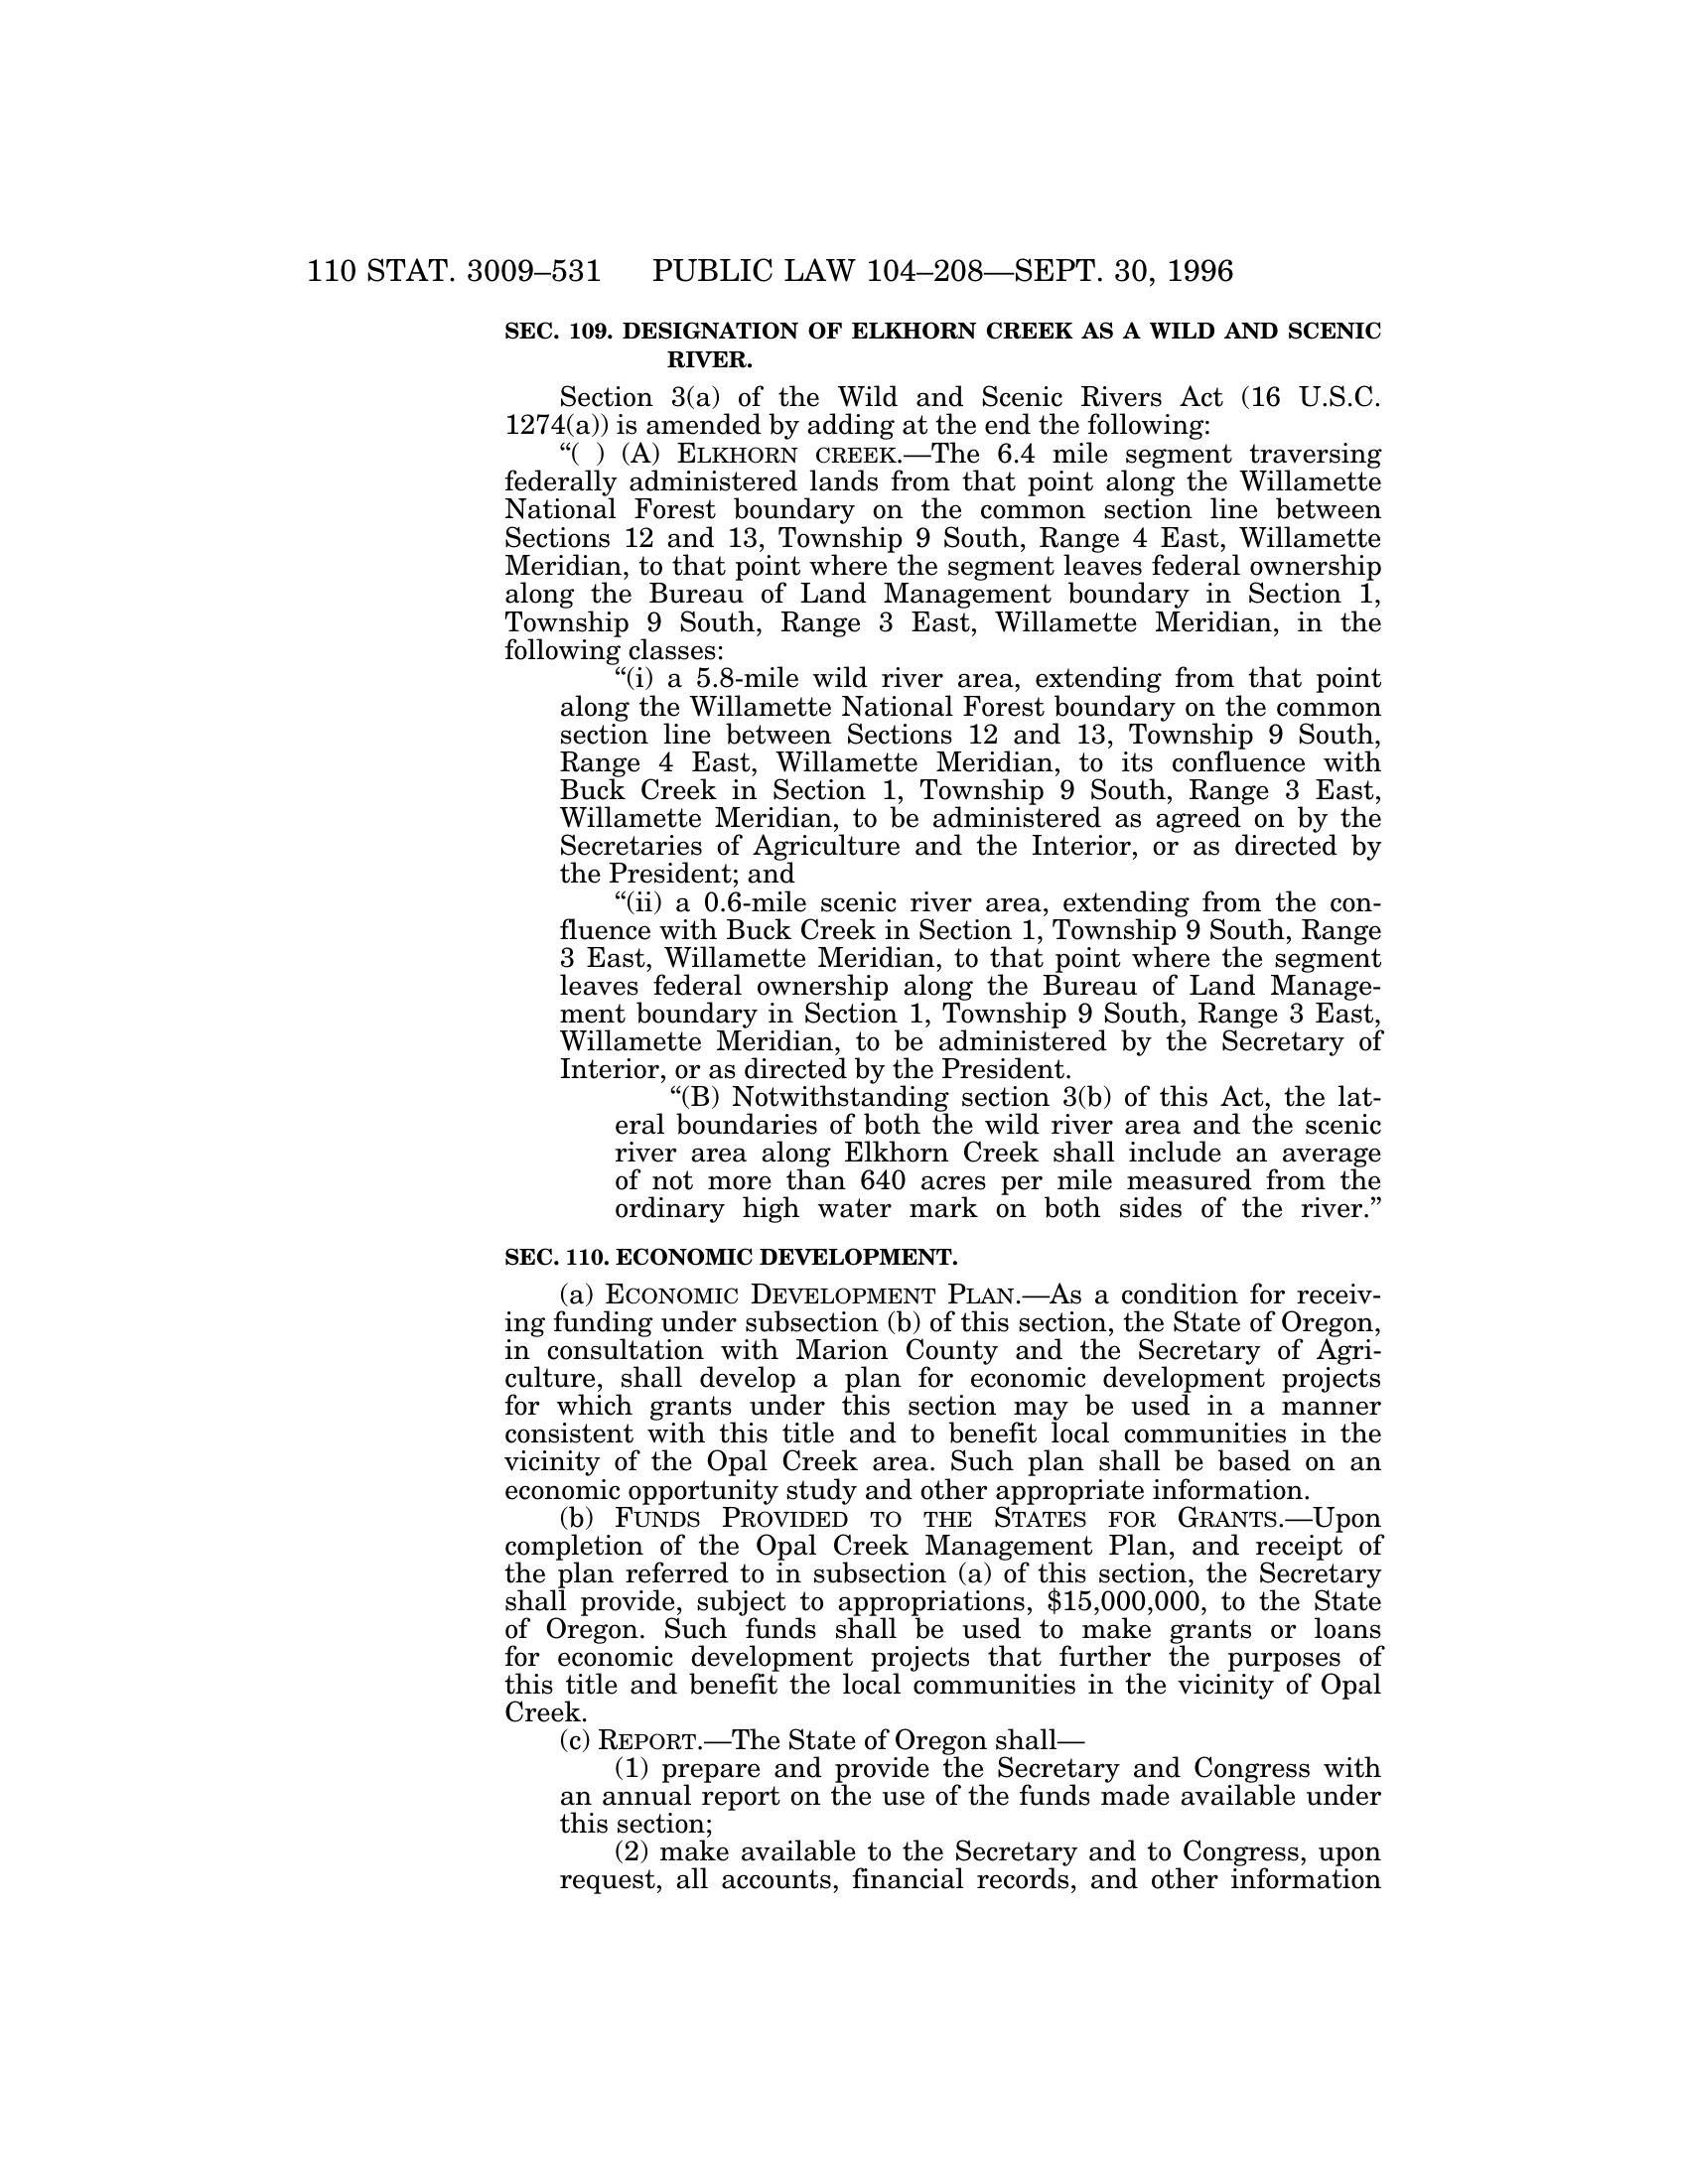 110 STAT. 3009–531 PUBLIC LAW 104–208—SEPT. 30, 1996
SEC. 109. DESIGNATION OF ELKHORN CREEK AS A WILD AND SCENIC
RIVER.
Section 3(a) of the Wild and Scenic Rivers Act (16 U.S.C.
1274(a)) is amended by adding at the end the following:
“( ) (A) ELKHORN CREEK.—The 6.4 mile segment traversing
federally administered lands from that point along the Willamette
National Forest boundary on the common section line between
Sections 12 and 13, Township 9 South, Range 4 East, Willamette
Meridian, to that point where the segment leaves federal ownership
along the Bureau of Land Management boundary in Section 1,
Township 9 South, Range 3 East, Willamette Meridian, in the
following classes:
“(i) a 5.8-mile wild river area, extending from that point
along the Willamette National Forest boundary on the common
section line between Sections 12 and 13, Township 9 South,
Range 4 East, Willamette Meridian, to its confluence with
Buck Creek in Section 1, Township 9 South, Range 3 East,
Willamette Meridian, to be administered as agreed on by the
Secretaries of Agriculture and the Interior, or as directed by
the President; and
“(ii) a 0.6-mile scenic river area, extending from the con-
fluence with Buck Creek in Section 1, Township 9 South, Range
3 East, Willamette Meridian, to that point where the segment
leaves federal ownership along the Bureau of Land Manage-
ment boundary in Section 1, Township 9 South, Range 3 East,
Willamette Meridian, to be administered by the Secretary of
Interior, or as directed by the President.
“(B) Notwithstanding section 3(b) of this Act, the lat-
eral boundaries of both the wild river area and the scenic
river area along Elkhorn Creek shall include an average
of not more than 640 acres per mile measured from the
ordinary high water mark on both sides of the river.”
SEC. 110. ECONOMIC DEVELOPMENT.
(a) ECONOMIC DEVELOPMENT PLAN.—As a condition for receiv-
ing funding under subsection (b) of this section, the State of Oregon,
in consultation with Marion County and the Secretary of Agri-
culture, shall develop a plan for economic development projects
for which grants under this section may be used in a manner
consistent with this title and to benefit local communities in the
vicinity of the Opal Creek area. Such plan shall be based on an
economic opportunity study and other appropriate information.
(b) FUNDS PROVIDED TO THE STATES FOR GRANTS.—Upon
completion of the Opal Creek Management Plan, and receipt of
the plan referred to in subsection (a) of this section, the Secretary
shall provide, subject to appropriations, $15,000,000, to the State
of Oregon. Such funds shall be used to make grants or loans
for economic development projects that further the purposes of
this title and benefit the local communities in the vicinity of Opal
Creek.
(c) REPORT.—The State of Oregon shall—
(1) prepare and provide the Secretary and Congress with
an annual report on the use of the funds made available under
this section;
(2) make available to the Secretary and to Congress, upon
request, all accounts, financial records, and other information